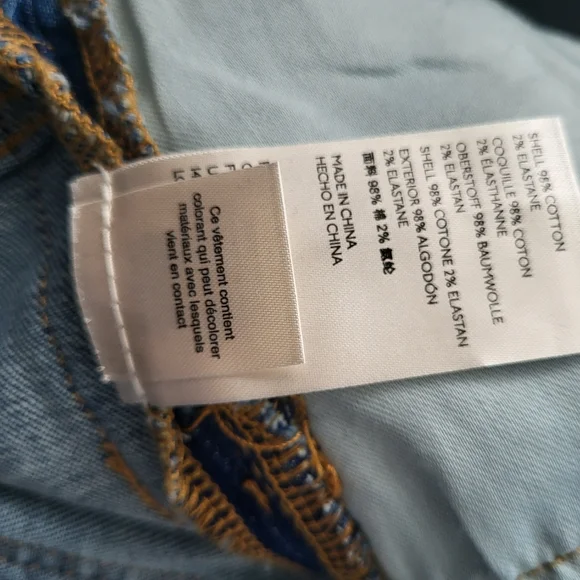 SHELL 98% COTTON
2% ELASTANE
COQUILLE 98% COTON
2% ÉLASTHANNE
OBERSTOFF 98% BAUMWOLLE
2% ELASTAN
SHELL 98% COTONE 2% ELASTAN
EXTERIOR 98% ALGODÓN
2% ELASTANE
面料 98% 棉 2% 氨纶
MADE IN CHINA
HECHO EN CHINA
Ce vêtement contient
colorant qui peut décolorer
matériaux avec lesquels
vient en contact